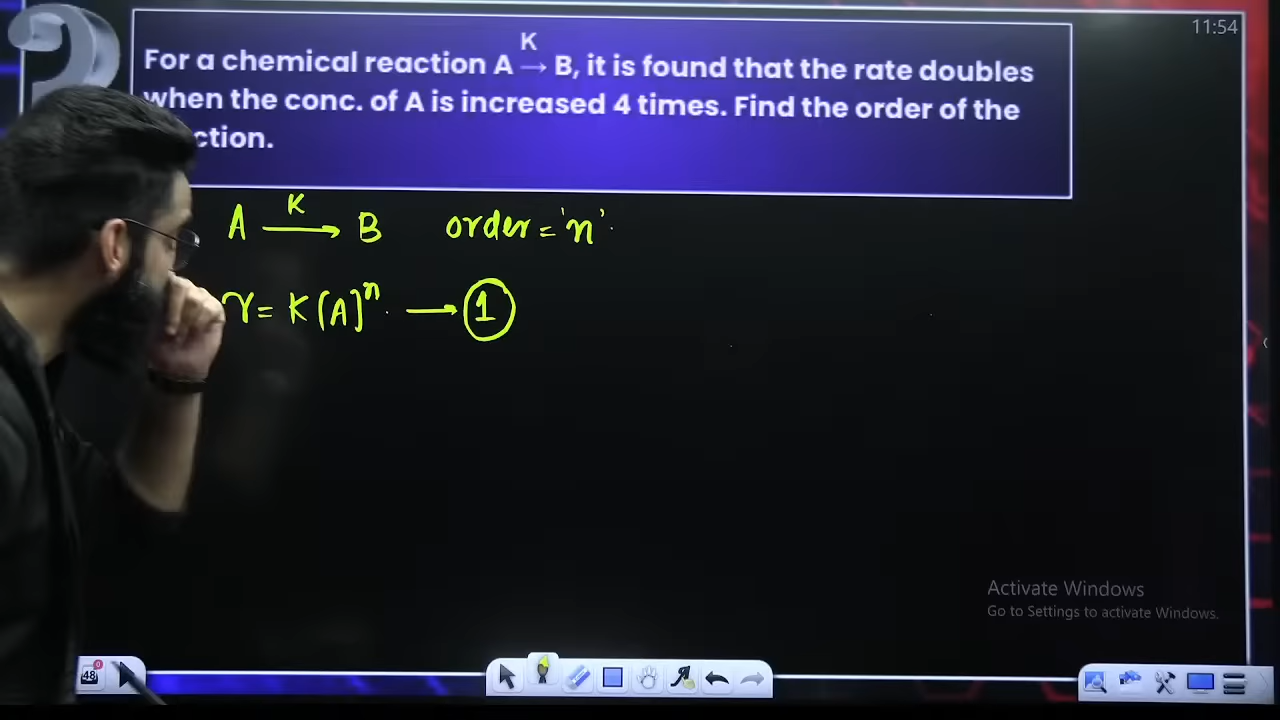 11:54
K
For a chemical reaction A → B, it is found that the rate doubles
when the conc. of A is increased 4 times. Find the order of the
ction.
K
A ⟶ B order = 'n'
r = K[A]^n ⟶ ①
Activate Windows
Go to Settings to activate Windows.
48
0